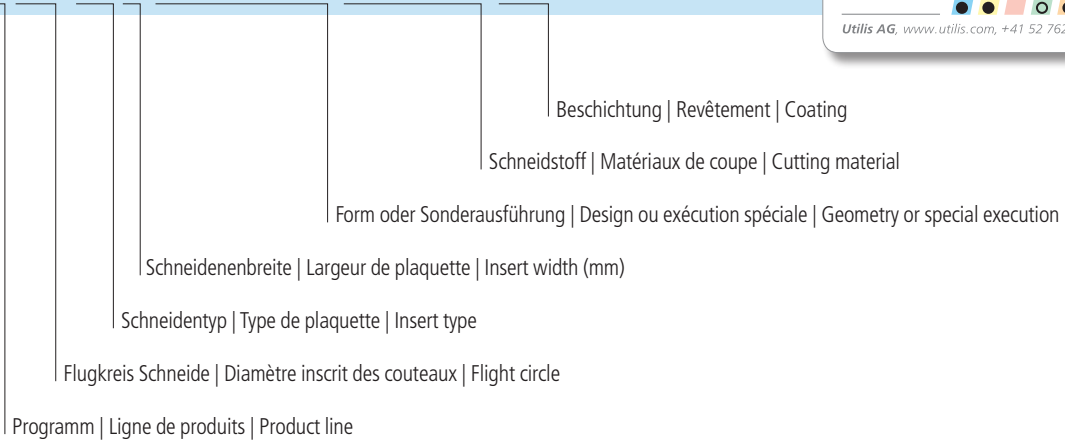 Utilis AG, www.utilis.com, +41 52 762
Beschichtung | Revêtement | Coating
Schneidstoff | Matériaux de coupe | Cutting material
Form oder Sonderausführung | Design ou exécution spéciale | Geometry or special execution
Schneidenenbreite | Largeur de plaquette | Insert width (mm)
Schneidentyp | Type de plaquette | Insert type
Flugkreis Schneide | Diamètre inscrit des couteaux | Flight circle
Programm | Ligne de produits | Product line